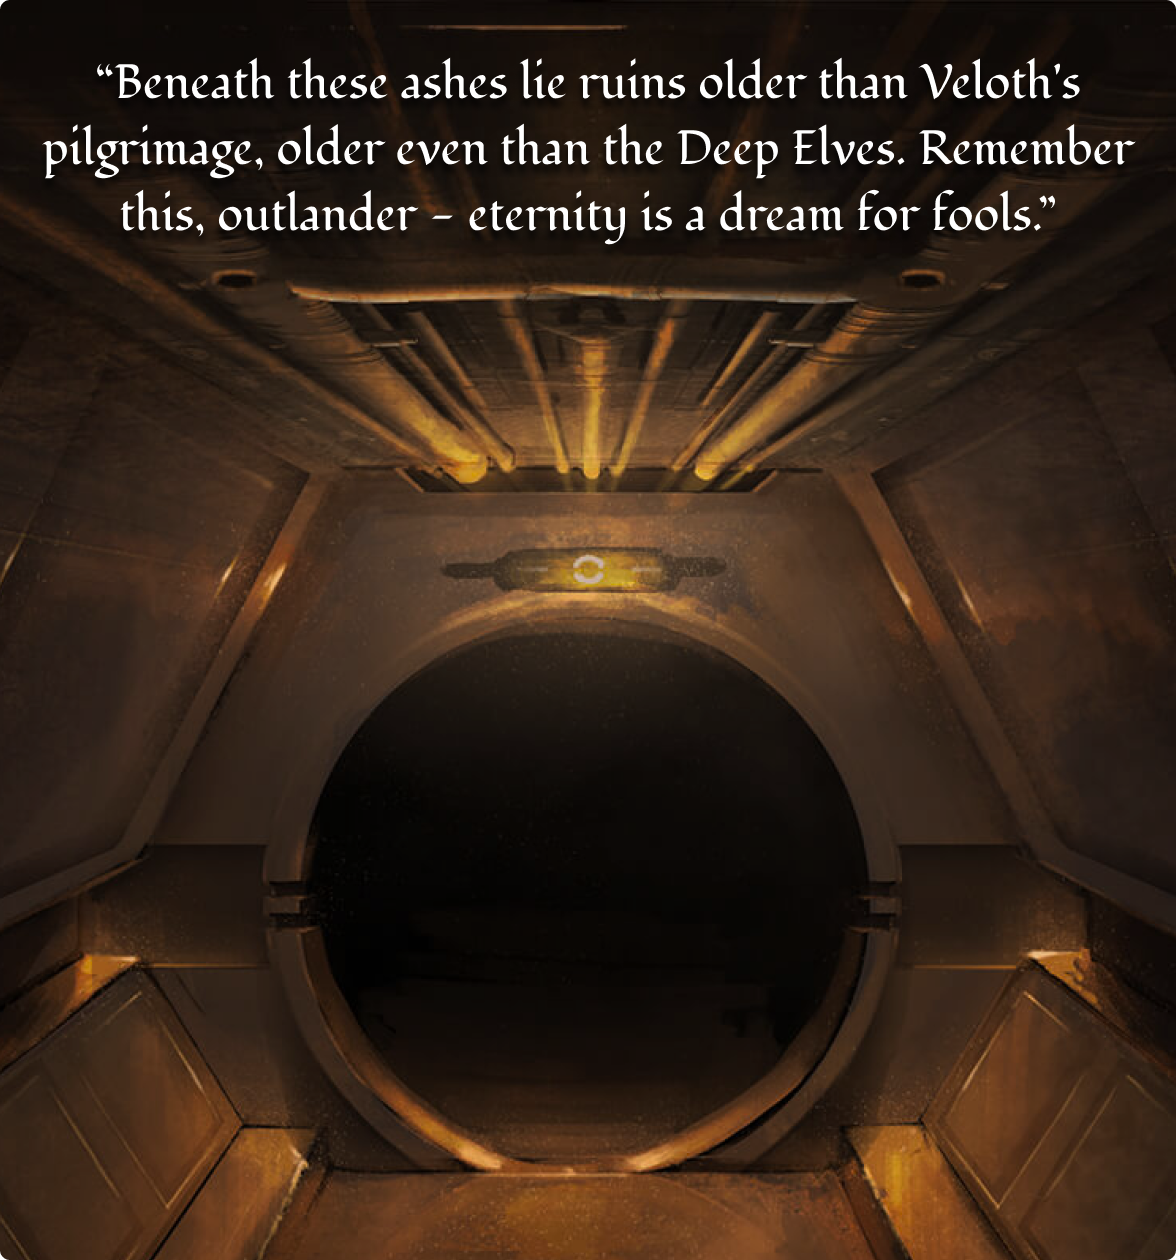 “Beneath these ashes lie ruins older than Veloth's
pilgrimage, older even than the Deep Elves. Remember
this, outlander – eternity is a dream for fools.”